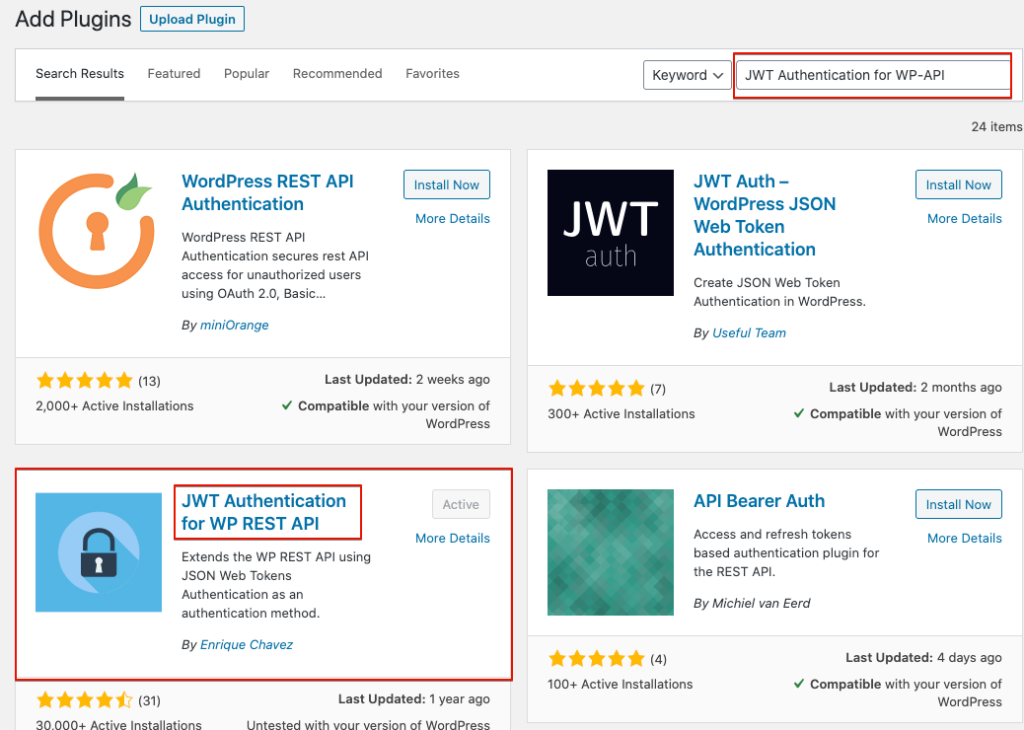 Add Plugins Upload Plugin
Search Results Featured Popular Recommended Favorites Keyword JWT Authentication for WP-API
24 items
WordPress REST API
Authentication
Install Now
More Details
WordPress REST API
Authentication secures rest API
access for unauthorized users
using OAuth 2.0, Basic...
By miniOrange
(13)
Last Updated: 2 weeks ago
2,000+ Active Installations
Compatible with your version of
WordPress
JWT
auth
JWT Auth –
WordPress JSON
Web Token
Authentication
Install Now
More Details
Create JSON Web Token
Authentication in WordPress.
By Useful Team
(7)
Last Updated: 2 months ago
300+ Active Installations
Compatible with your version of
WordPress
JWT Authentication
for WP REST API
Active
More Details
Extends the WP REST API using
JSON Web Tokens
Authentication as an
authentication method.
By Enrique Chavez
(31)
Last Updated: 1 year ago
30,000+ Active Installations
Untested with your version of WordPress
API Bearer Auth
Install Now
More Details
Access and refresh tokens
based authentication plugin for
the REST API.
By Michiel van Eerd
(4)
Last Updated: 4 days ago
100+ Active Installations
Compatible with your version of
WordPress